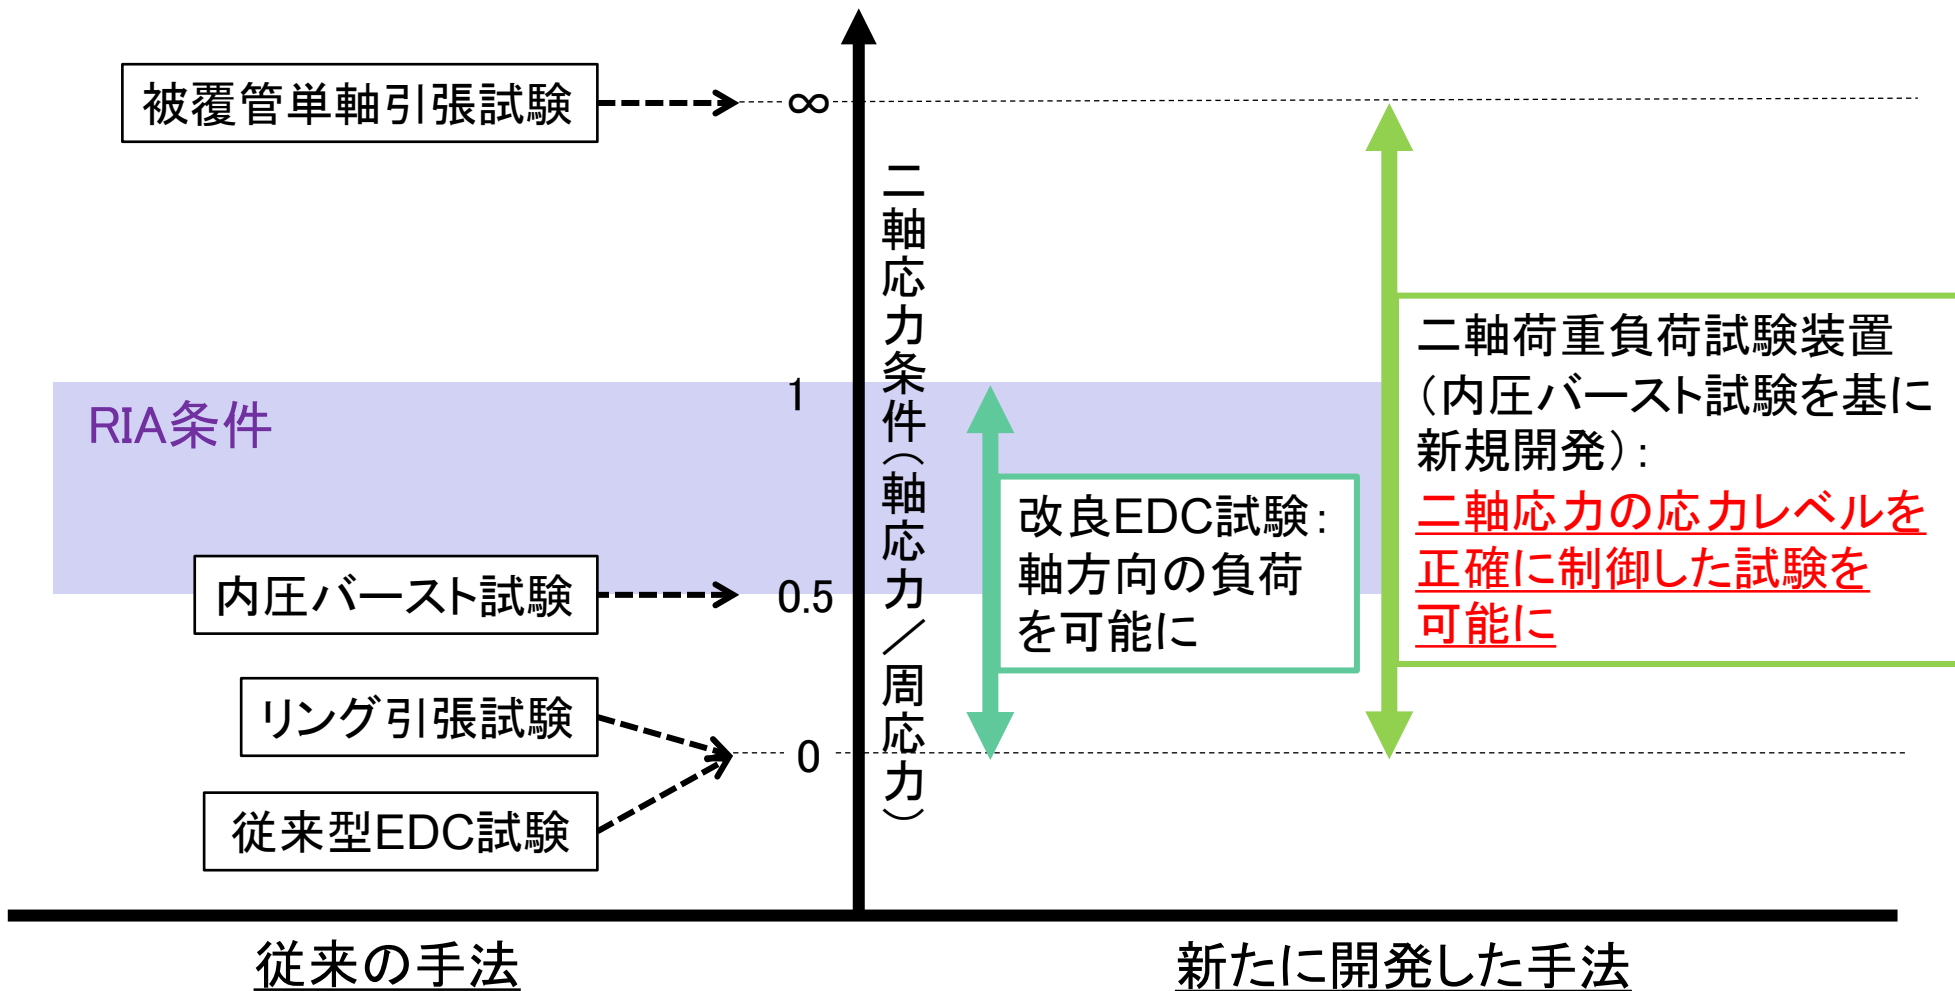 被覆管単軸引張試験
∞
二軸応力条件（軸応力／周応力）
RIA条件
1
内圧バースト試験
0.5
リング引張試験
0
従来型EDC試験
改良EDC試験：
軸方向の負荷
を可能に
二軸荷重負荷試験装置
（内圧バースト試験を基に
新規開発）：
二軸応力の応力レベルを
正確に制御した試験を
可能に
従来の手法
新たに開発した手法